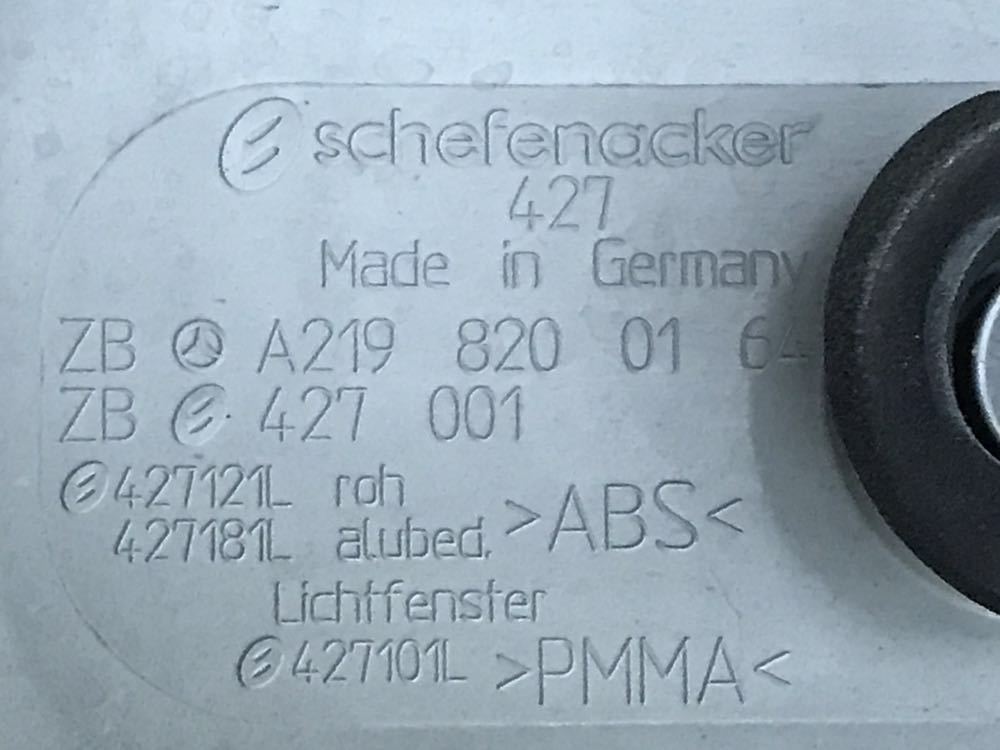 schefenacker
427
Made in Germany
ZB A219 820 01 64
ZB 427 001
427121L roh
427181L alubed. >ABS<
Lichtfenster
427101L >PMMA<